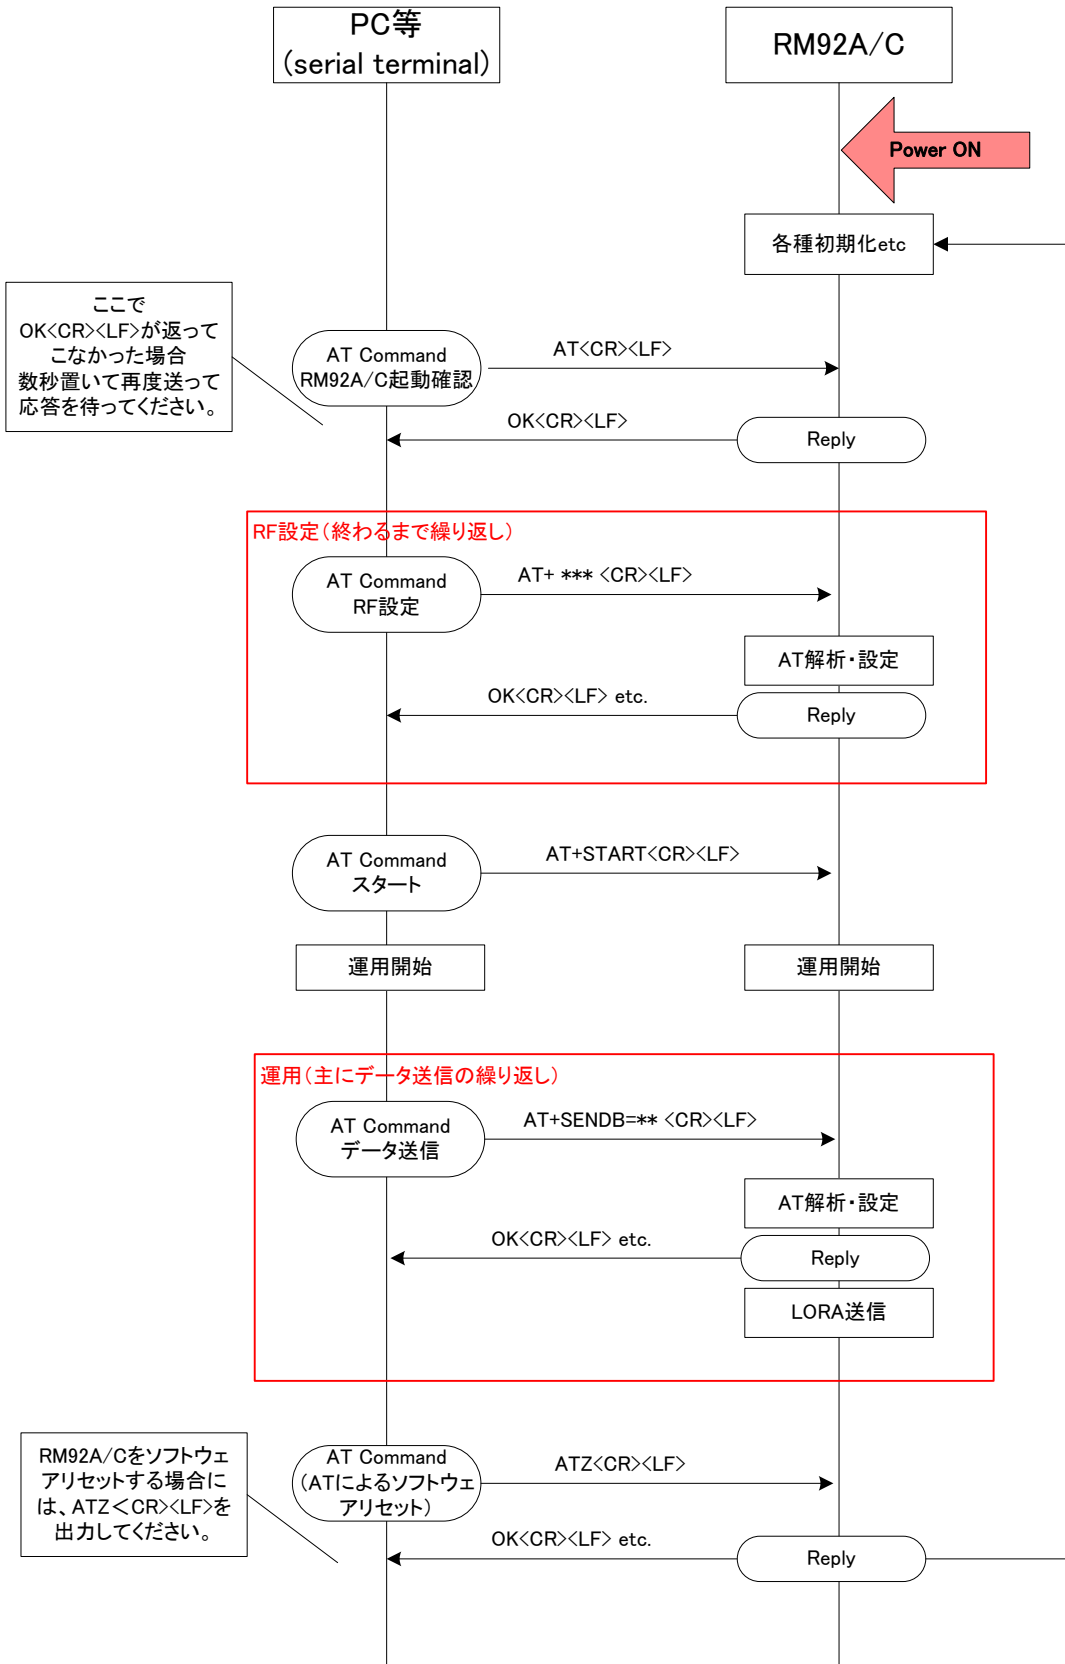 PC等
(serial terminal)
RM92A/C
Power ON
各種初期化etc
ここで
OK<CR><LF>が返って
こなかった場合
数秒置いて再度送って
応答を待ってください。
AT Command
RM92A/C起動確認
AT<CR><LF>
OK<CR><LF>
Reply
RF設定(終わるまで繰り返し)
AT Command
RF設定
AT+ *** <CR><LF>
AT解析・設定
OK<CR><LF> etc.
Reply
AT Command
スタート
AT+START<CR><LF>
運用開始
運用開始
運用(主にデータ送信の繰り返し)
AT Command
データ送信
AT+SENDB=** <CR><LF>
AT解析・設定
OK<CR><LF> etc.
Reply
LORA送信
RM92A/Cをソフトウェ
アリセットする場合に
は、ATZ<CR><LF>を
出力してください。
AT Command
(ATによるソフトウェ
アリセット)
ATZ<CR><LF>
OK<CR><LF> etc.
Reply